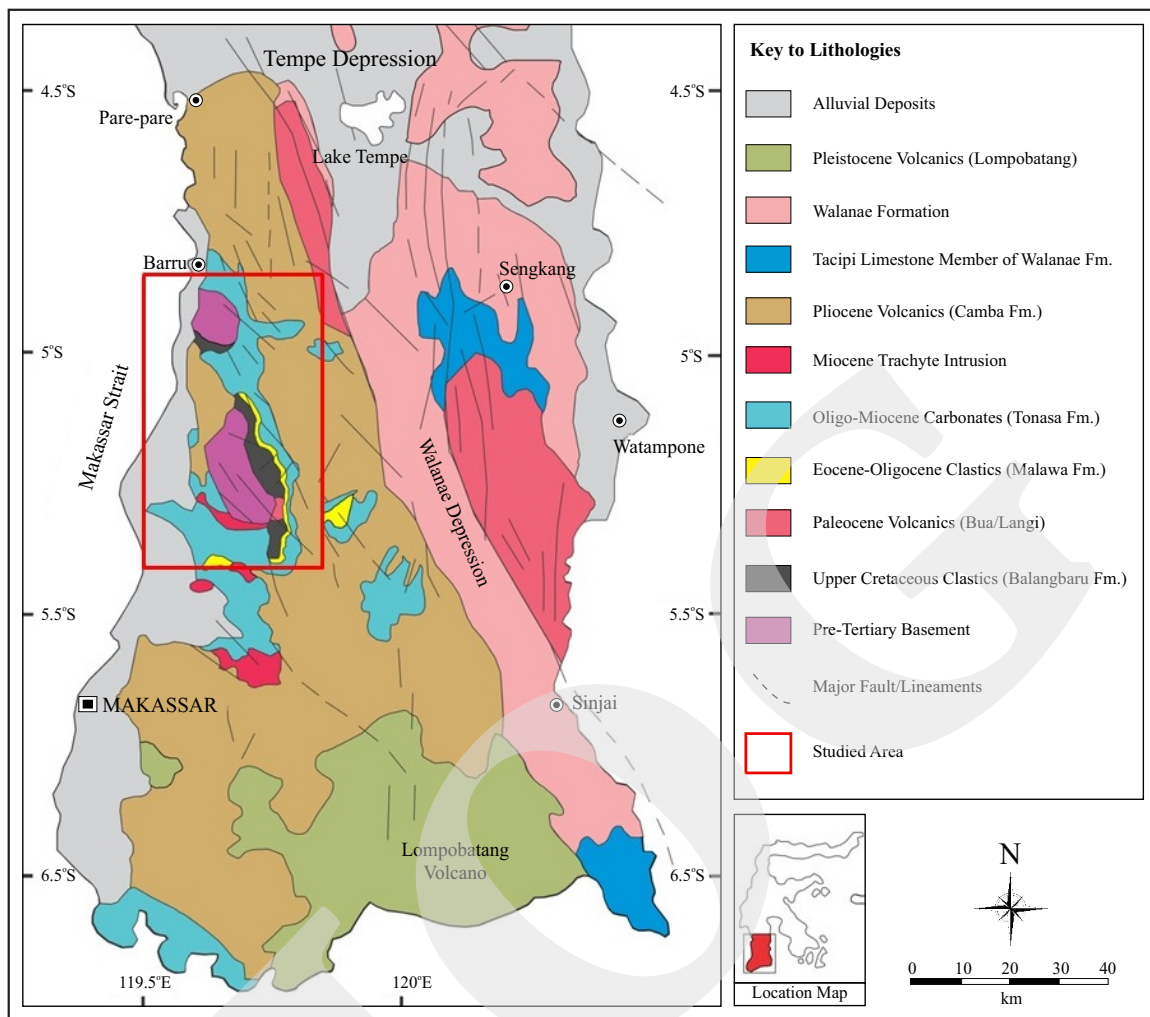 Tempe Depression
4.5°S
Pare-pare
Lake Tempe
Barru
Sengkang
5°S
Makassar Strait
Walanae Depression
Watampone
5.5°S
MAKASSAR
Sinjai
Lompobatang
Volcano
6.5°S
119.5°E
120°E
4.5°S
5°S
5.5°S
6.5°S
Key to Lithologies
Alluvial Deposits
Pleistocene Volcanics (Lompobatang)
Walanae Formation
Tacipi Limestone Member of Walanae Fm.
Pliocene Volcanics (Camba Fm.)
Miocene Trachyte Intrusion
Oligo-Miocene Carbonates (Tonasa Fm.)
Eocene-Oligocene Clastics (Malawa Fm.)
Paleocene Volcanics (Bua/Langi)
Upper Cretaceous Clastics (Balangbaru Fm.)
Pre-Tertiary Basement
Major Fault/Lineaments
Studied Area
Location Map
N
0 10 20 30 40
km